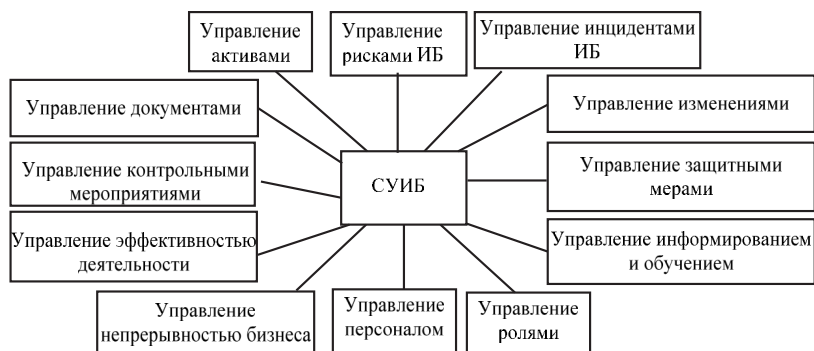 Управление
активами
Управление
рисками ИБ
Управление инцидентами
ИБ
Управление документами
Управление изменениями
Управление контрольными
мероприятиями
СУИБ
Управление защитными
мерами
Управление эффективностью
деятельности
Управление информированием
и обучением
Управление
непрерывностью бизнеса
Управление
персоналом
Управление
ролями